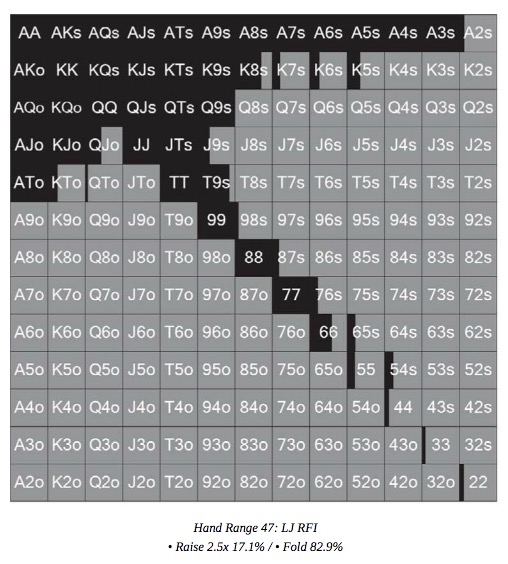 AA AKs AQs AJs ATs A9s A8s A7s A6s A5s A4s A3s A2s
AKo KK KQs KJs KTs K9s K8s K7s K6s K5s K4s K3s K2s
AQo KQo QQ QJs QTs Q9s Q8s Q7s Q6s Q5s Q4s Q3s Q2s
AJo KJo QJo JJ JTs J9s J8s J7s J6s J5s J4s J3s J2s
ATo KTo QTo JTo TT T9s T8s T7s T6s T5s T4s T3s T2s
A9o K9o Q9o J9o T9o 99 98s 97s 96s 95s 94s 93s 92s
A8o K8o Q8o J8o T8o 98o 88 87s 86s 85s 84s 83s 82s
A7o K7o Q7o J7o T7o 97o 87o 77 76s 75s 74s 73s 72s
A6o K6o Q6o J6o T6o 96o 86o 76o 66 65s 64s 63s 62s
A5o K5o Q5o J5o T5o 95o 85o 75o 65o 55 54s 53s 52s
A4o K4o Q4o J4o T4o 94o 84o 74o 64o 54o 44 43s 42s
A3o K3o Q3o J3o T3o 93o 83o 73o 63o 53o 43o 33 32s
A2o K2o Q2o J2o T2o 92o 82o 72o 62o 52o 42o 32o 22
Hand Range 47: LJ RFI
• Raise 2.5x 17.1% / • Fold 82.9%